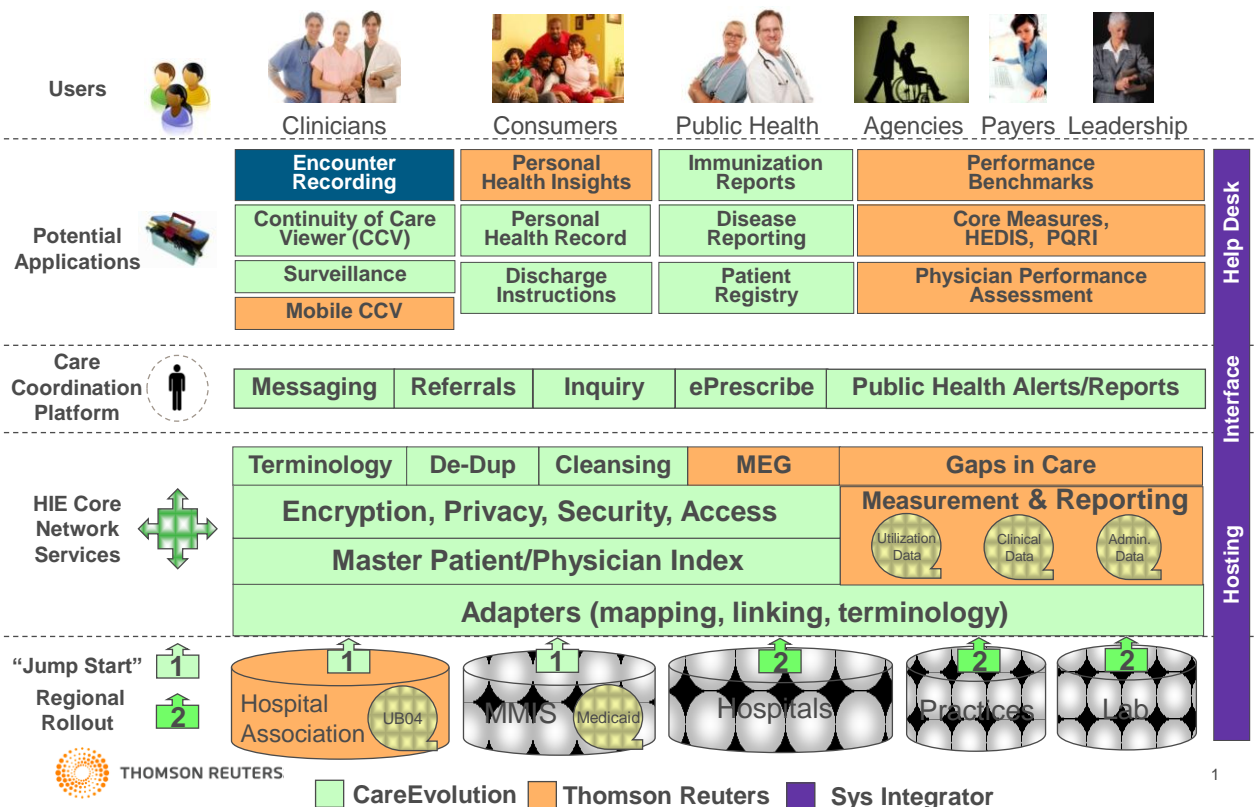 Users
Clinicians
Consumers
Public Health
Agencies
Payers
Leadership
Potential
Applications
Encounter
Recording
Continuity of Care
Viewer (CCV)
Surveillance
Mobile CCV
Personal
Health Insights
Personal
Health Record
Discharge
Instructions
Immunization
Reports
Disease
Reporting
Patient
Registry
Performance
Benchmarks
Core Measures,
HEDIS, PQRI
Physician Performance
Assessment
Help Desk
Care
Coordination
Platform
Messaging
Referrals
Inquiry
ePrescribe
Public Health Alerts/Reports
Interface
HIE Core
Network
Services
Terminology
De-Dup
Cleansing
MEG
Gaps in Care
Encryption, Privacy, Security, Access
Measurement & Reporting
Utilization
Data
Clinical
Data
Admin.
Data
Master Patient/Physician Index
Adapters (mapping, linking, terminology)
Hosting
“Jump Start”
1
Regional
Rollout
2
1
Hospital
Association
UB04
1
MMIS
Medicaid
2
Hospitals
2
Practices
2
Lab
THOMSON REUTERS
CareEvolution
Thomson Reuters
Sys Integrator
1